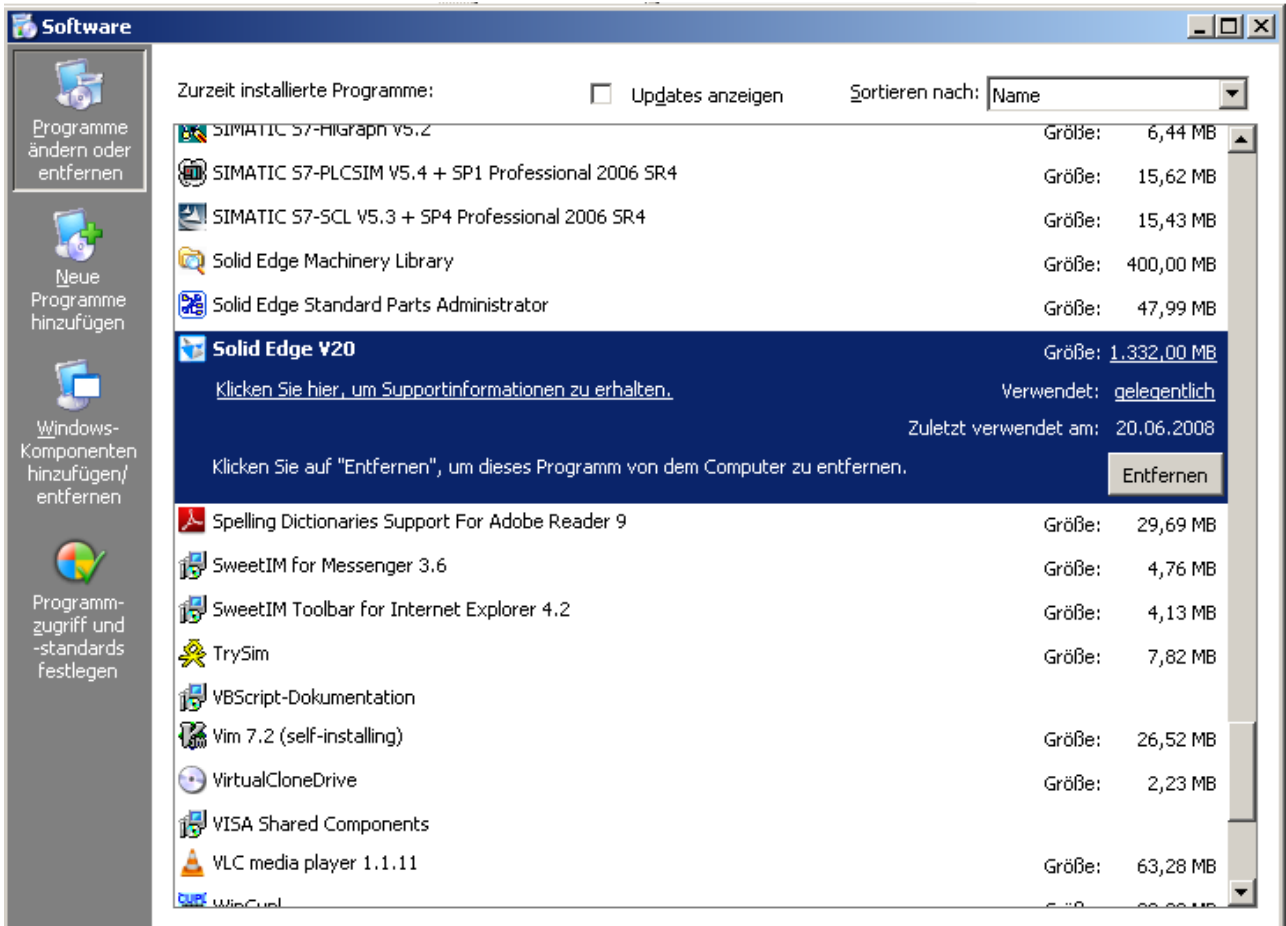 Software
Programme
ändern oder
entfernen
Neue
Programme
hinzufügen
Windows-
Komponenten
hinzufügen/
entfernen
Programm-
zugriff und
-standards
festlegen
Zurzeit installierte Programme: Updates anzeigen Sortieren nach: Name
SIMATIC S7-HiGraph V5.2 Größe: 6,44 MB
SIMATIC S7-PLCSIM V5.4 + SP1 Professional 2006 SR4 Größe: 15,62 MB
SIMATIC S7-SCL V5.3 + SP4 Professional 2006 SR4 Größe: 15,43 MB
Solid Edge Machinery Library Größe: 400,00 MB
Solid Edge Standard Parts Administrator Größe: 47,99 MB
Solid Edge V20 Größe: 1.332,00 MB
Klicken Sie hier, um Supportinformationen zu erhalten. Verwendet: gelegentlich
Zuletzt verwendet am: 20.06.2008
Klicken Sie auf "Entfernen", um dieses Programm von dem Computer zu entfernen. Entfernen
Spelling Dictionaries Support For Adobe Reader 9 Größe: 29,69 MB
SweetIM for Messenger 3.6 Größe: 4,76 MB
SweetIM Toolbar for Internet Explorer 4.2 Größe: 4,13 MB
TrySim Größe: 7,82 MB
VBScript-Dokumentation
Vim 7.2 (self-installing) Größe: 26,52 MB
VirtualCloneDrive Größe: 2,23 MB
VISA Shared Components
VLC media player 1.1.11 Größe: 63,28 MB
WinCupl